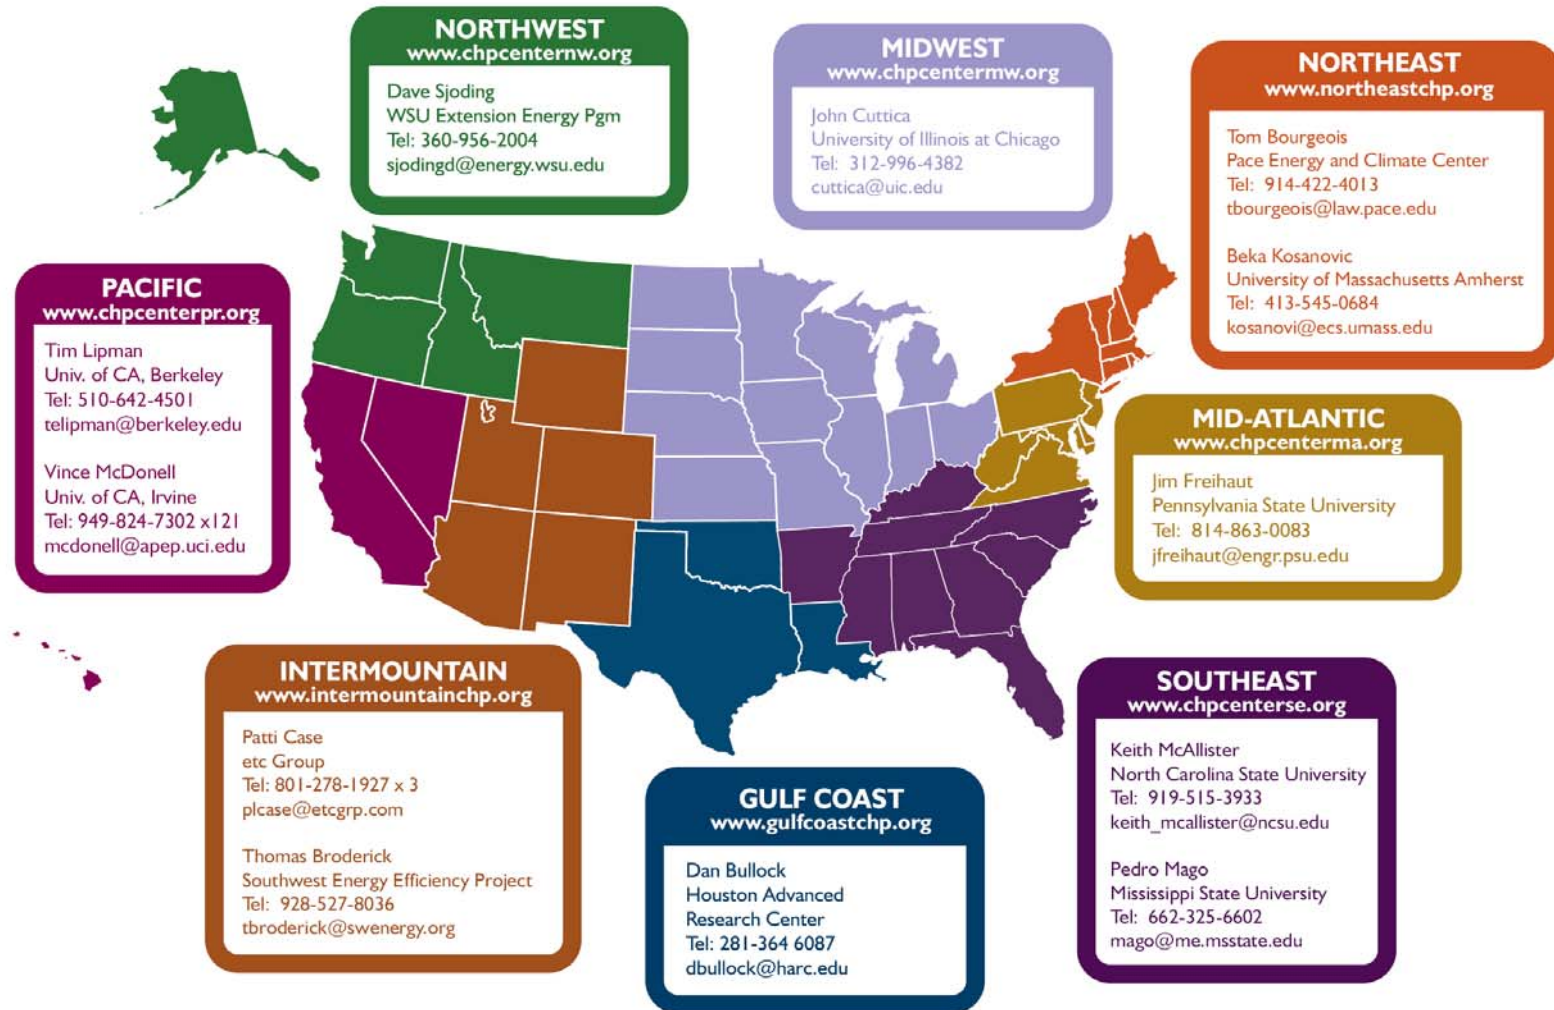 NORTHWEST
www.chpcenternw.org
Dave Sjoding
WSU Extension Energy Pgm
Tel: 360-956-2004
sjodingd@energy.wsu.edu
MIDWEST
www.chpcentermw.org
John Cuttica
University of Illinois at Chicago
Tel: 312-996-4382
cuttica@uic.edu
NORTHEAST
www.northeastchp.org
Tom Bourgeois
Pace Energy and Climate Center
Tel: 914-422-4013
tbourgeois@law.pace.edu
Beka Kosanovic
University of Massachusetts Amherst
Tel: 413-545-0684
kosanovi@ecs.umass.edu
PACIFIC
www.chpcenterpr.org
Tim Lipman
Univ. of CA, Berkeley
Tel: 510-642-4501
telipman@berkeley.edu
Vince McDonell
Univ. of CA, Irvine
Tel: 949-824-7302 x121
mcdonell@apep.uci.edu
MID-ATLANTIC
www.chpcenterma.org
Jim Freihaut
Pennsylvania State University
Tel: 814-863-0083
jfreihaut@engr.psu.edu
INTERMOUNTAIN
www.intermountainchp.org
Patti Case
etc Group
Tel: 801-278-1927 x 3
plcase@etcgrp.com
Thomas Broderick
Southwest Energy Efficiency Project
Tel: 928-527-8036
tbroderick@swenergy.org
GULF COAST
www.gulfcoastchp.org
Dan Bullock
Houston Advanced
Research Center
Tel: 281-364 6087
dbullock@harc.edu
SOUTHEAST
www.chpcenterse.org
Keith McAllister
North Carolina State University
Tel: 919-515-3933
keith_mcallister@ncsu.edu
Pedro Mago
Mississippi State University
Tel: 662-325-6602
mago@me.msstate.edu